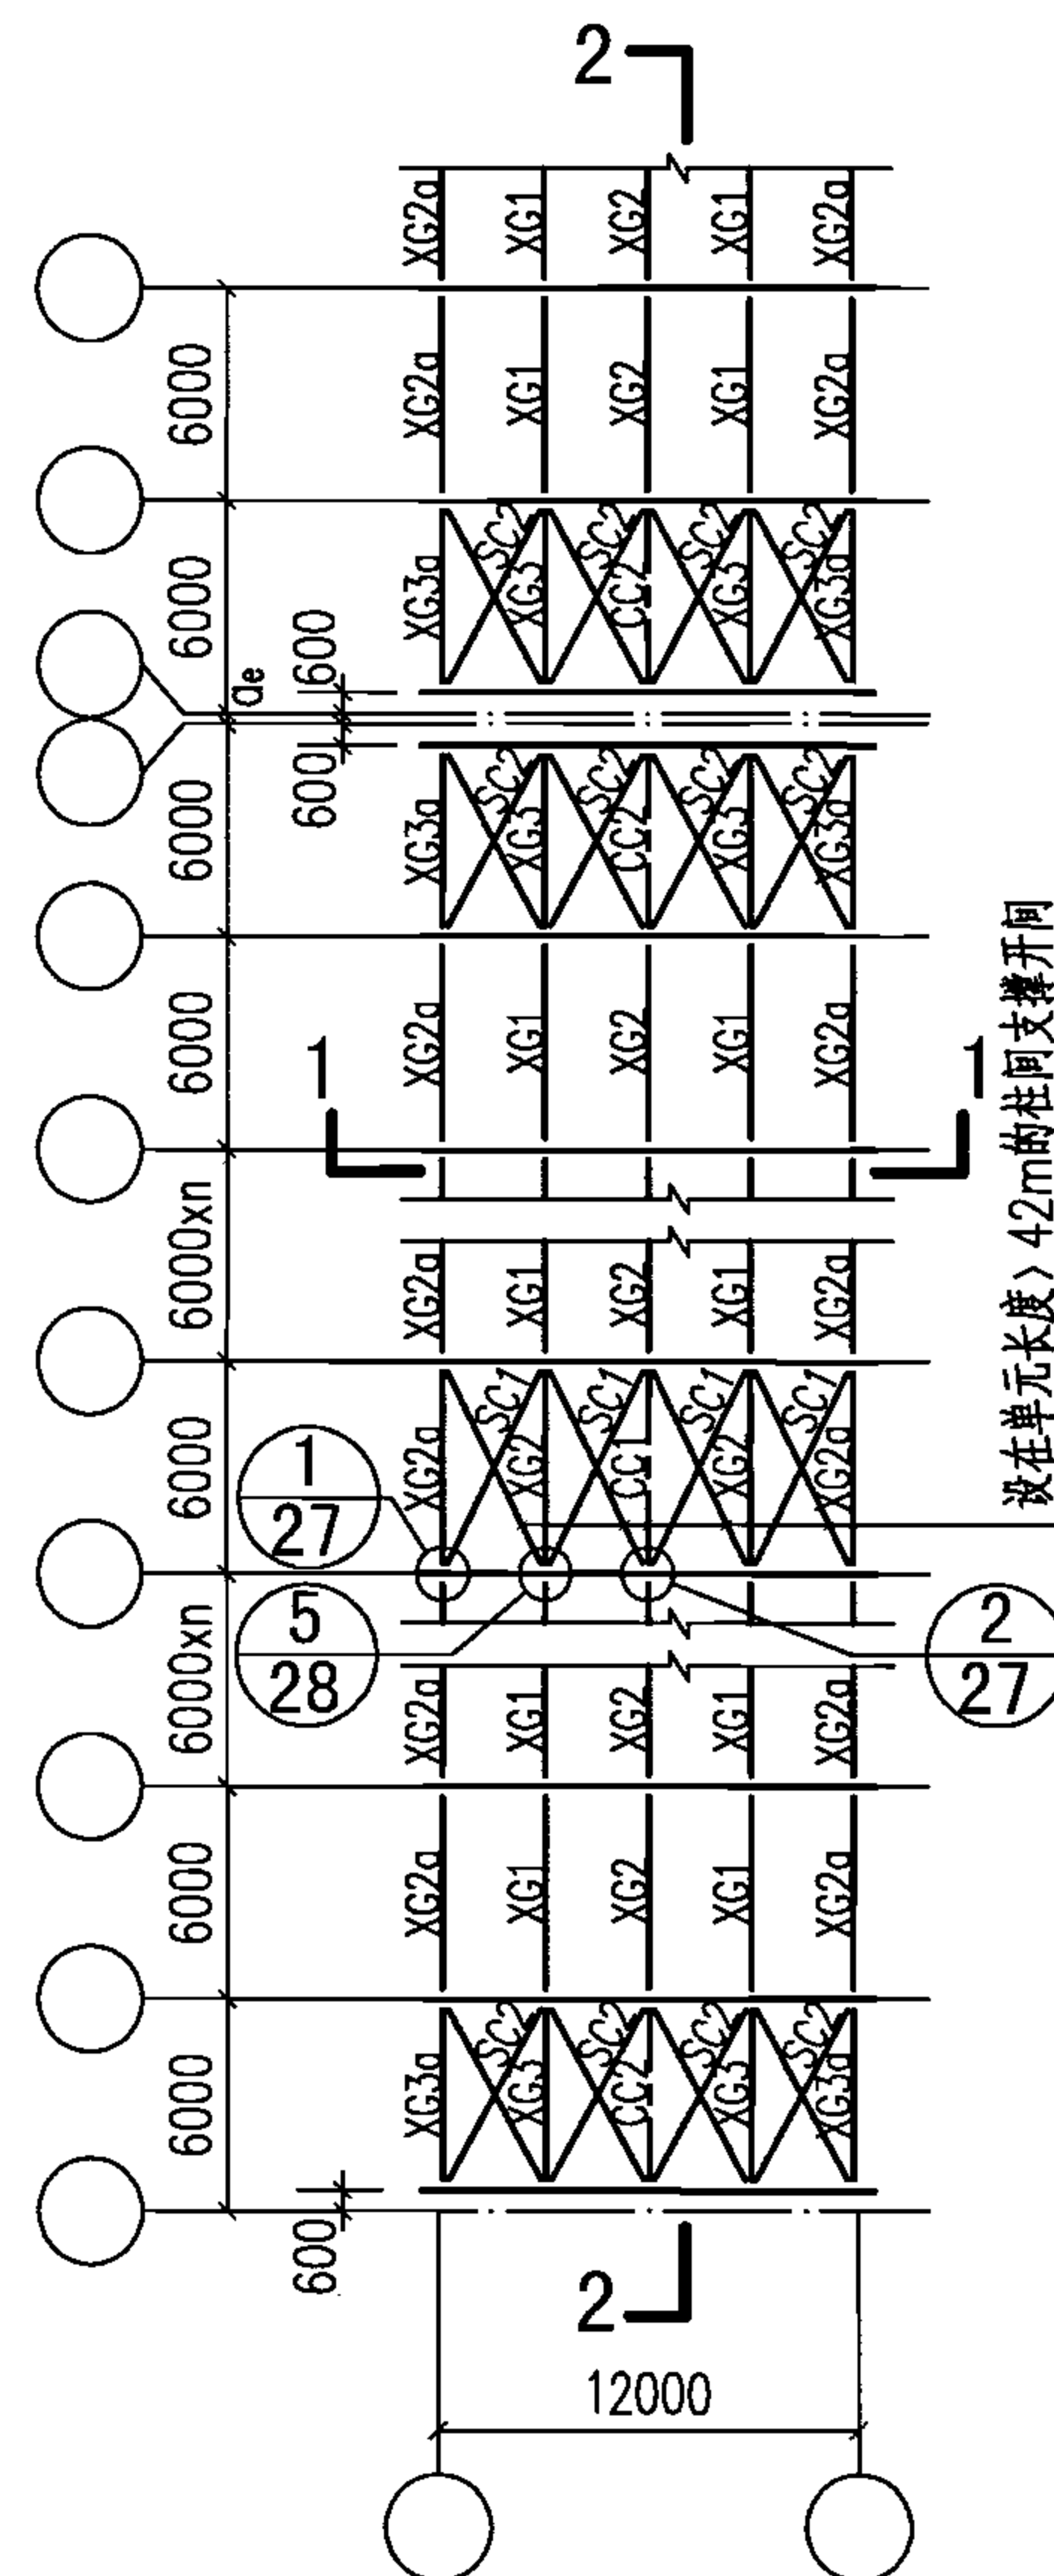 2
XG2a XG1 XG2 XG1 XG2a
6000
XG2a XG1 XG2 XG1 XG2a
6000
SC2 SC2 SC2 SC2
XG3a XG3 CC2 XG3 XG3a
600
ae
600
6000
SC2 SC2 SC2 SC2
XG3a XG3 CC2 XG3 XG3a
6000
XG2a XG1 XG2 XG1 XG2a
1 1
设在单元长度>42m的柱间支撑开间
6000xn
XG2a XG1 XG2 XG1 XG2a
6000
SC1 SC1 SC1 SC1
XG2a XG2 CC1 XG2 XG2a
1
27
5
28
2
27
6000xn
XG2a XG1 XG2 XG1 XG2a
6000
XG2a XG1 XG2 XG1 XG2a
6000
SC2 SC2 SC2 SC2
XG3a XG3 CC2 XG3 XG3a
600
2
12000